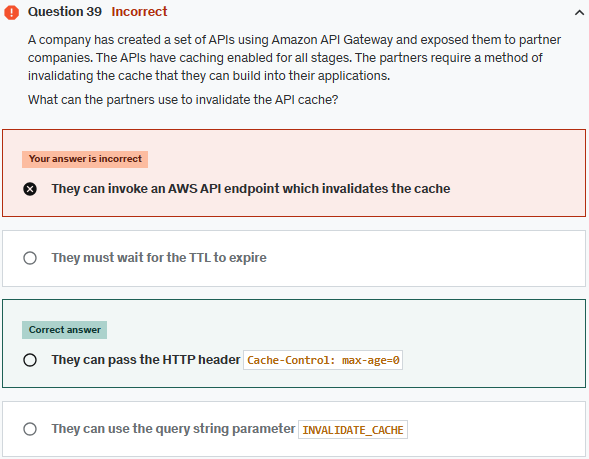 Question 39 Incorrect
A company has created a set of APIs using Amazon API Gateway and exposed them to partner
companies. The APIs have caching enabled for all stages. The partners require a method of
invalidating the cache that they can build into their applications.
What can the partners use to invalidate the API cache?
Your answer is incorrect
They can invoke an AWS API endpoint which invalidates the cache
They must wait for the TTL to expire
Correct answer
They can pass the HTTP header Cache-Control: max-age=0
They can use the query string parameter INVALIDATE_CACHE